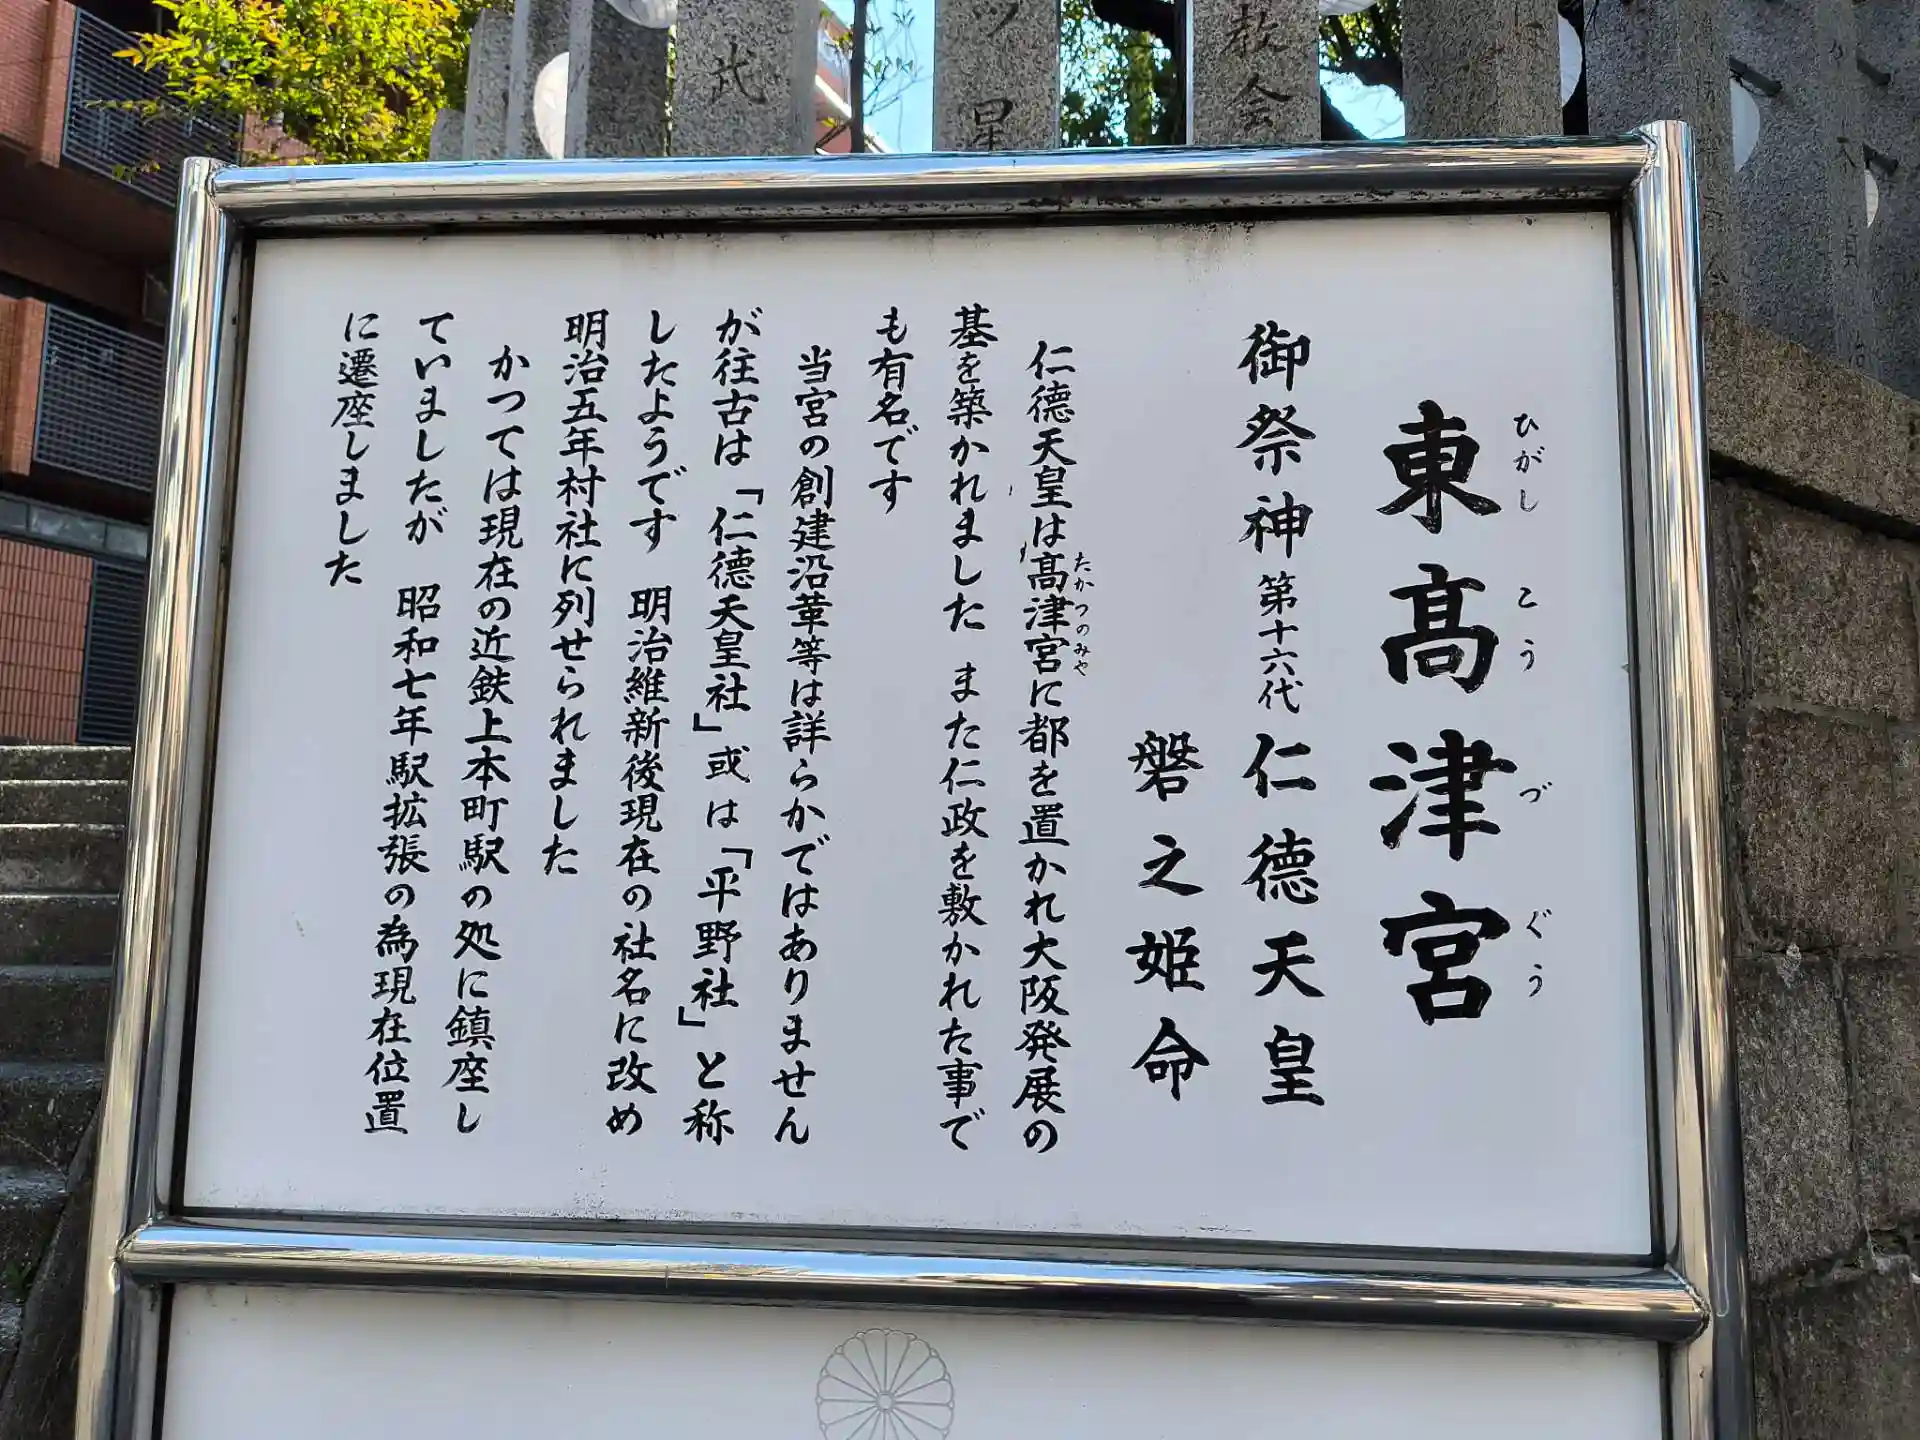 武
ツ星
教会
東髙津宮
ひがしこうづぐう
御祭神 第十六代 仁徳天皇
磐之姫命
仁德天皇は髙津宮に都を置かれ大阪発展の
たかつのみや
基を築かれました また仁政を敷かれた事で
も有名です
当宮の創建沿革等は詳らかではありません
が往古は「仁德天皇社」或は「平野社」と称
したようです 明治維新後現在の社名に改め
明治五年村社に列せられました
かつては現在の近鉄上本町駅の処に鎮座し
ていましたが 昭和七年駅拡張の為現在位置
に遷座しました